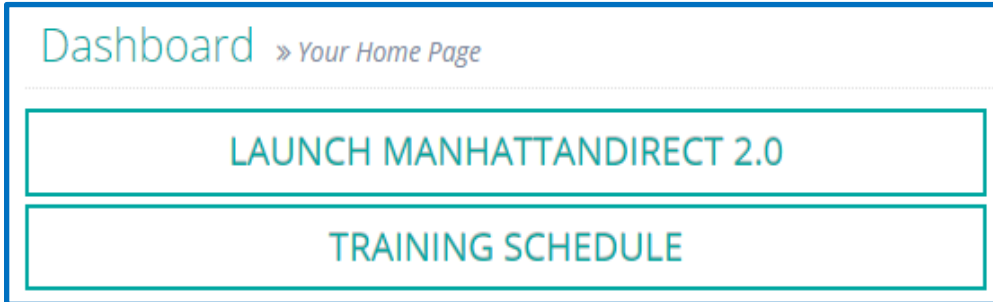 Dashboard » Your Home Page
LAUNCH MANHATTANDIRECT 2.0
TRAINING SCHEDULE